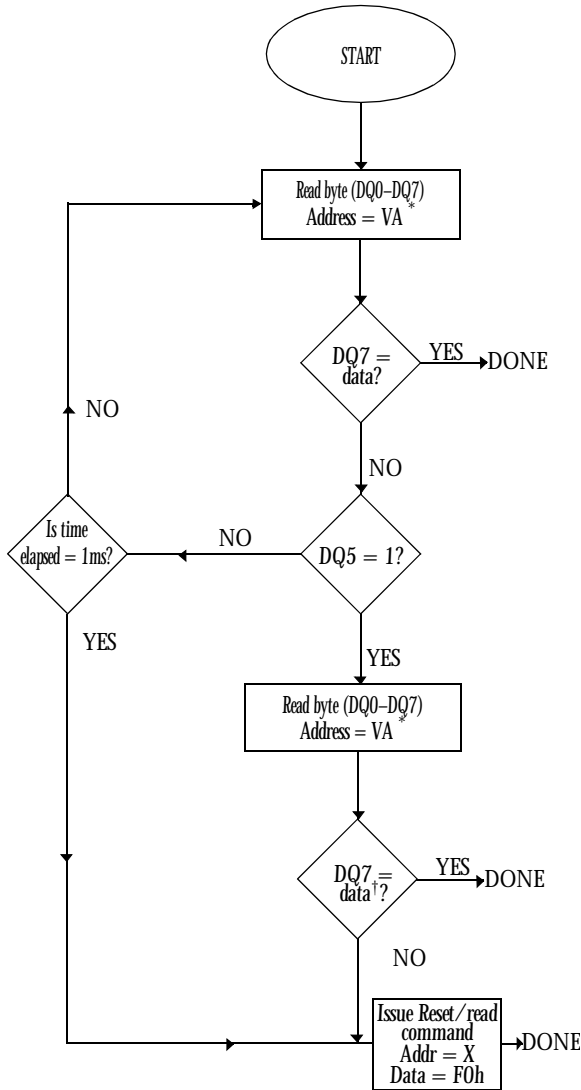 START
Read byte (DQ0–DQ7)
Address = VA *
DQ7 =
data?
YES
DONE
NO
NO
Is time
elapsed = 1ms?
NO
DQ5 = 1?
YES
YES
Read byte (DQ0–DQ7)
Address = VA *
DQ7 =
data†?
YES
DONE
NO
Issue Reset/read
command
Addr = X
Data = F0h
DONE